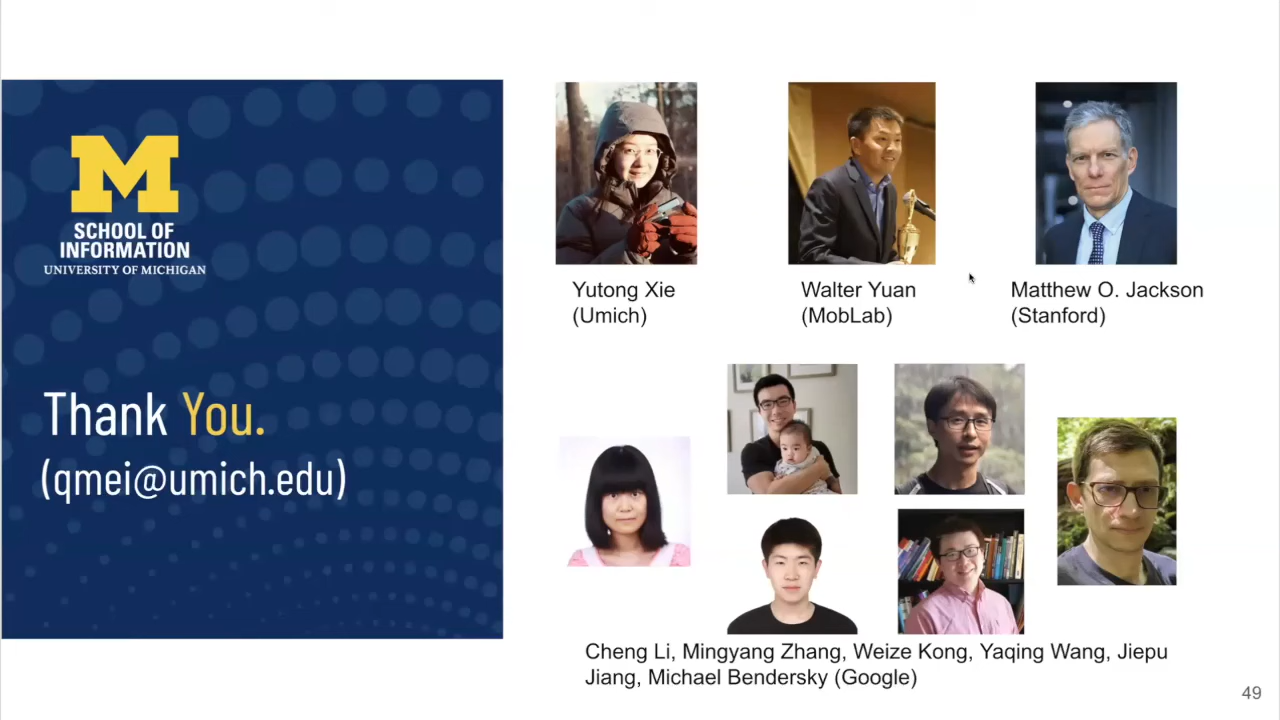 SCHOOL OF
INFORMATION
UNIVERSITY OF MICHIGAN
Thank You.
(qmei@umich.edu)
Yutong Xie
(Umich)
Walter Yuan
(MobLab)
Matthew O. Jackson
(Stanford)
Cheng Li, Mingyang Zhang, Weize Kong, Yaqing Wang, Jiepu
Jiang, Michael Bendersky (Google)
49